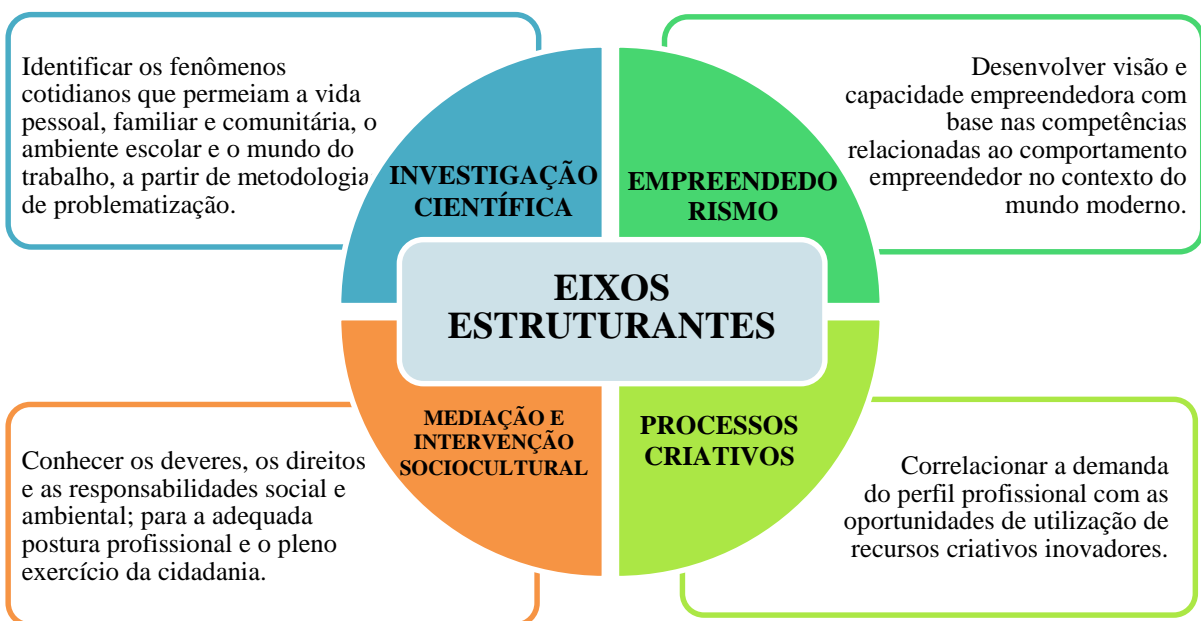 Identificar os fenômenos
cotidianos que permeiam a vida
pessoal, familiar e comunitária, o
ambiente escolar e o mundo do
trabalho, a partir de metodologia
de problematização.
INVESTIGAÇÃO
CIENTÍFICA
EMPREENDEDO
RISMO
Desenvolver visão e
capacidade empreendedora com
base nas competências
relacionadas ao comportamento
empreendedor no contexto do
mundo moderno.
EIXOS
ESTRUTURANTES
Conhecer os deveres, os direitos
e as responsabilidades social e
ambiental; para a adequada
postura profissional e o pleno
exercício da cidadania.
MEDIAÇÃO E
INTERVENÇÃO
SOCIOCULTURAL
PROCESSOS
CRIATIVOS
Correlacionar a demanda
do perfil profissional com as
oportunidades de utilização de
recursos criativos inovadores.